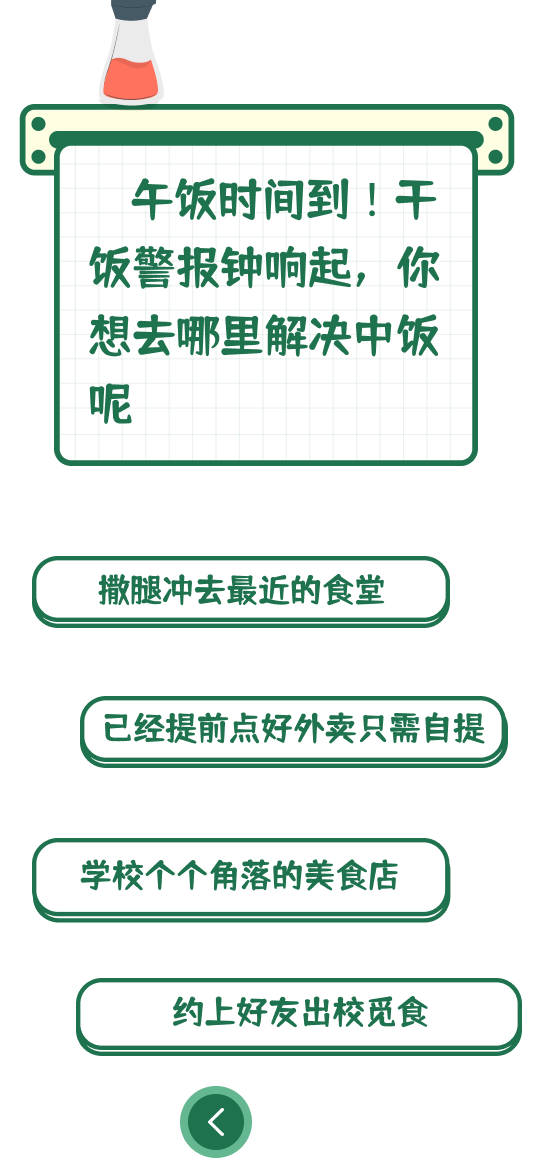 午饭时间到！干
饭警报钟响起，你
想去哪里解决中饭
呢
撒腿冲去最近的食堂
已经提前点好外卖只需自提
学校个个角落的美食店
约上好友出校觅食